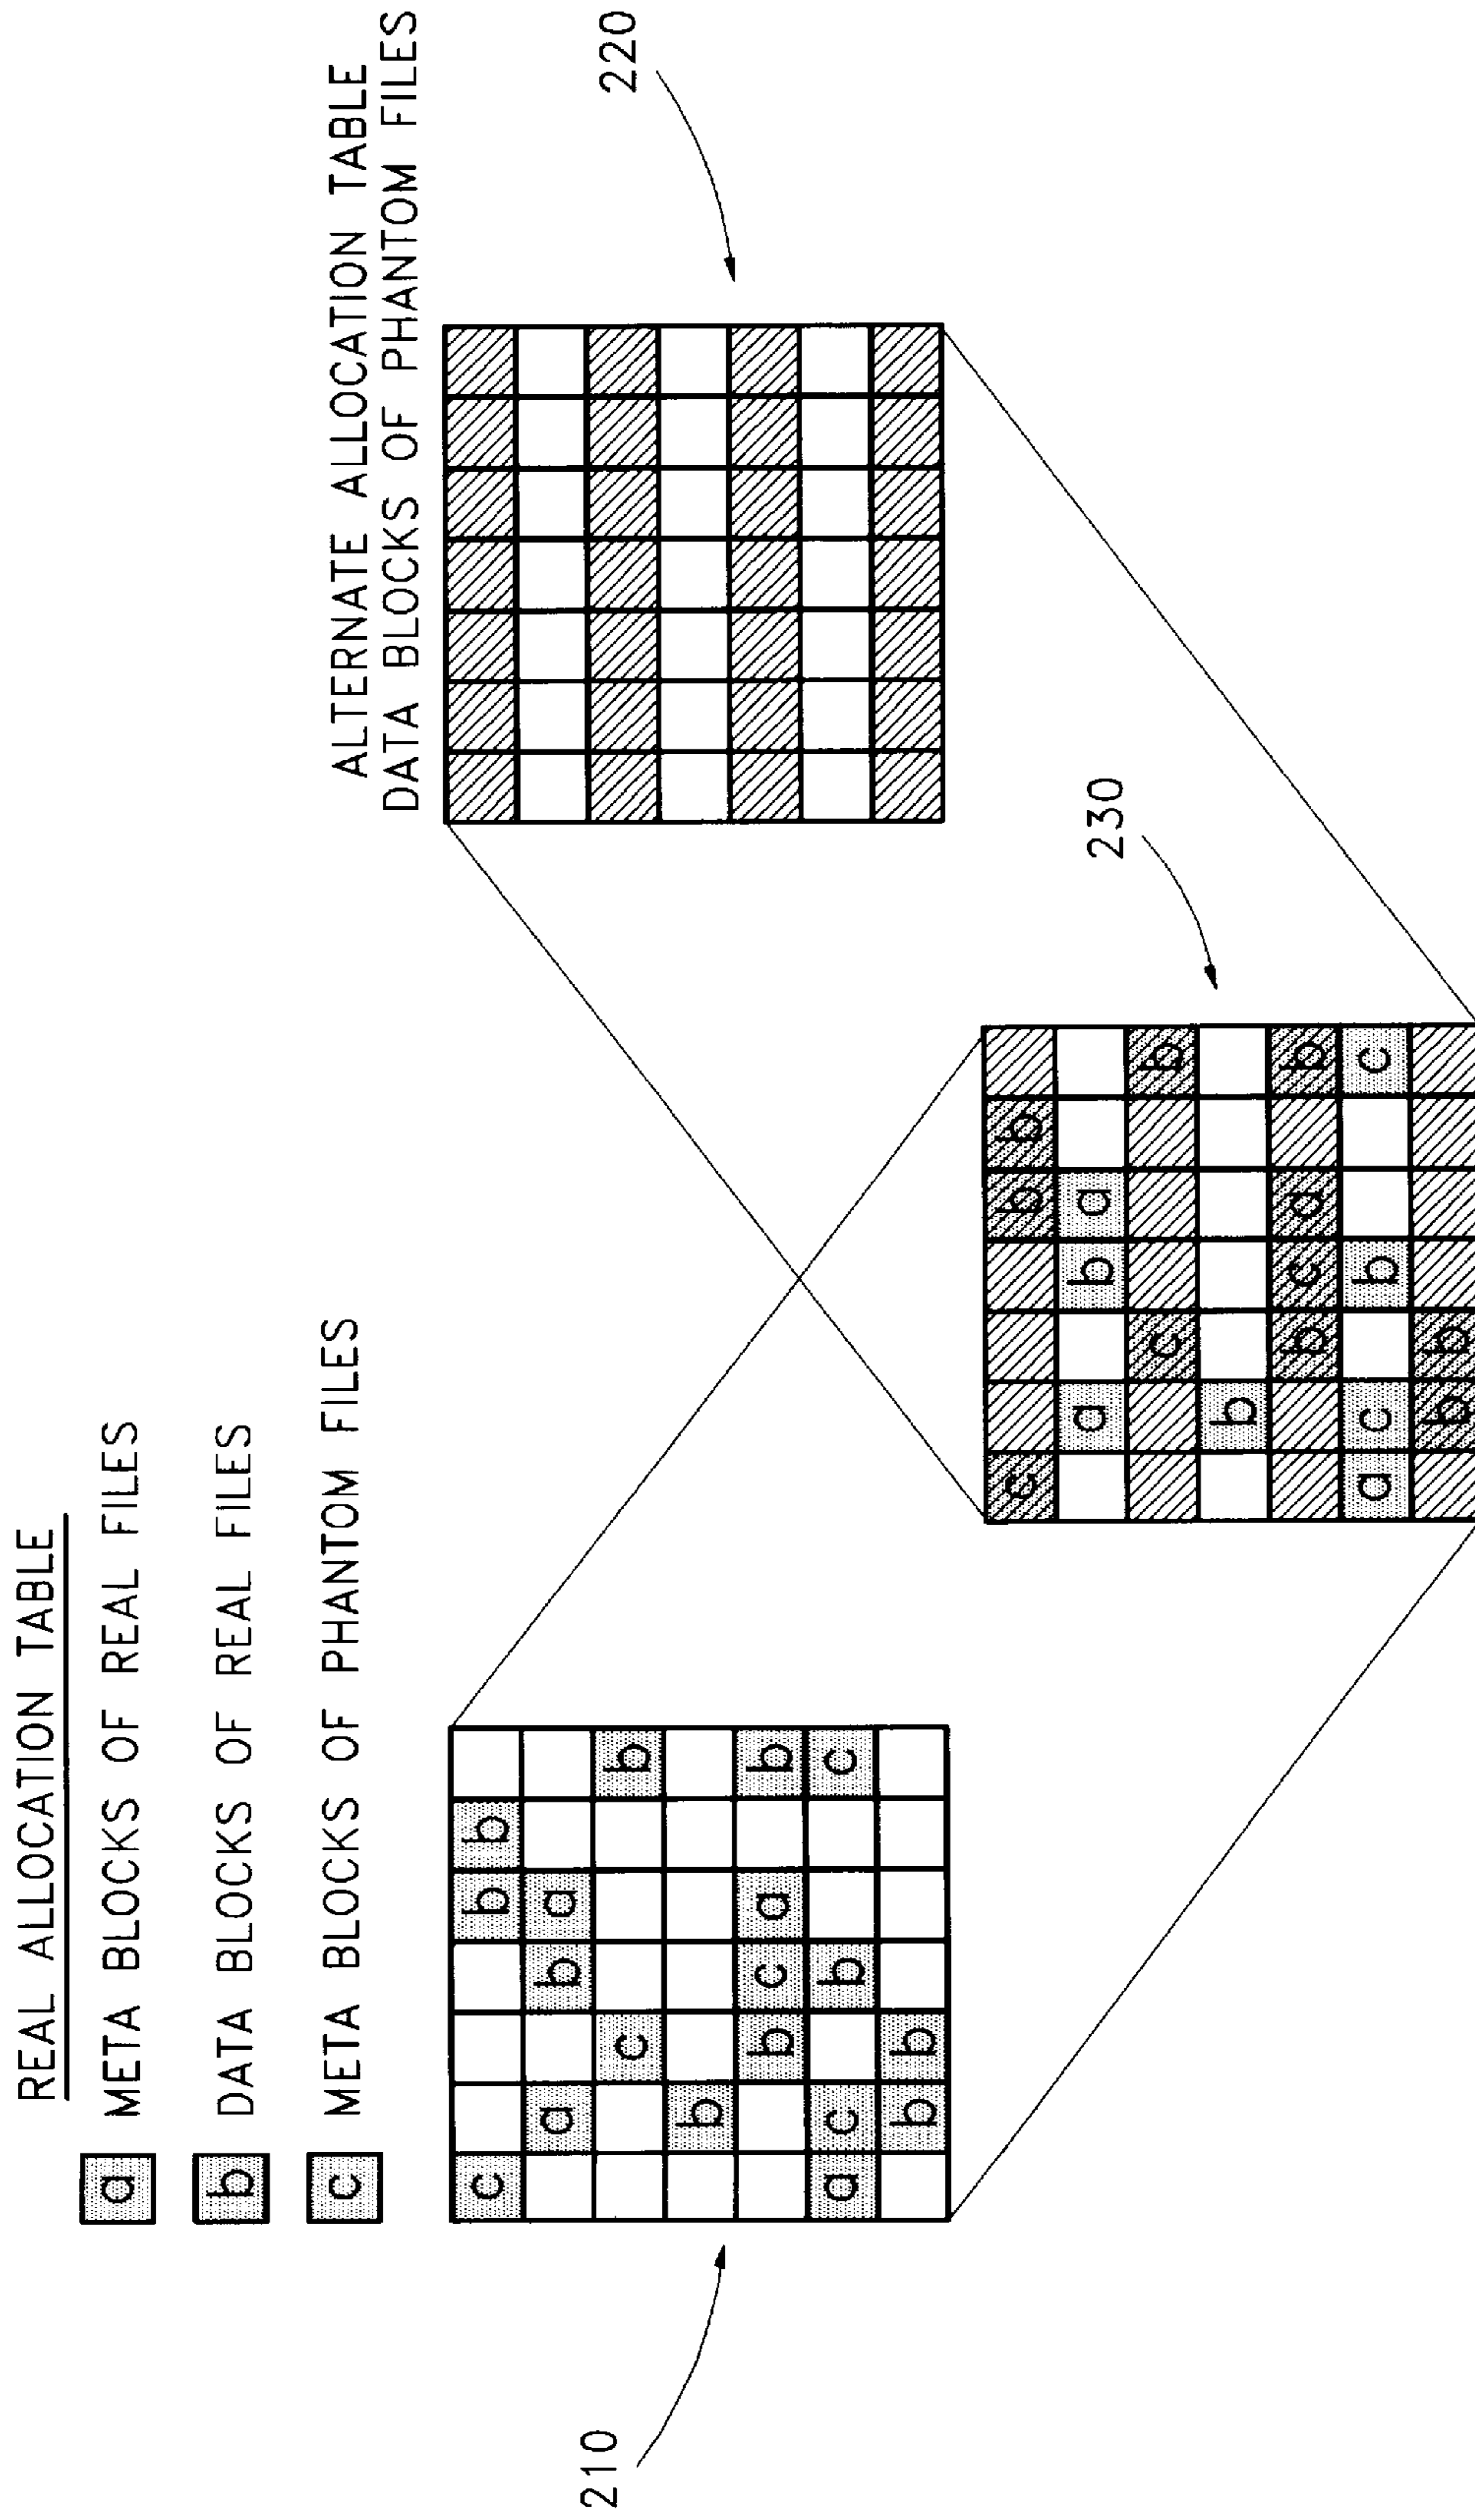 REAL ALLOCATION TABLE
a META BLOCKS OF REAL FILES
b DATA BLOCKS OF REAL FILES
c META BLOCKS OF PHANTOM FILES
ALTERNATE ALLOCATION TABLE
DATA BLOCKS OF PHANTOM FILES
210
c b b
a b a
c b
b
b c a b
a c b c
b b
220
230
c b b
a b a
c b
b
b c a b
a c b c
b b